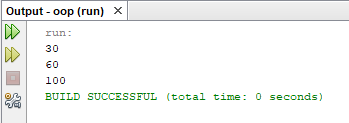 Output - oop (run) ×
run:
30
60
100
BUILD SUCCESSFUL (total time: 0 seconds)